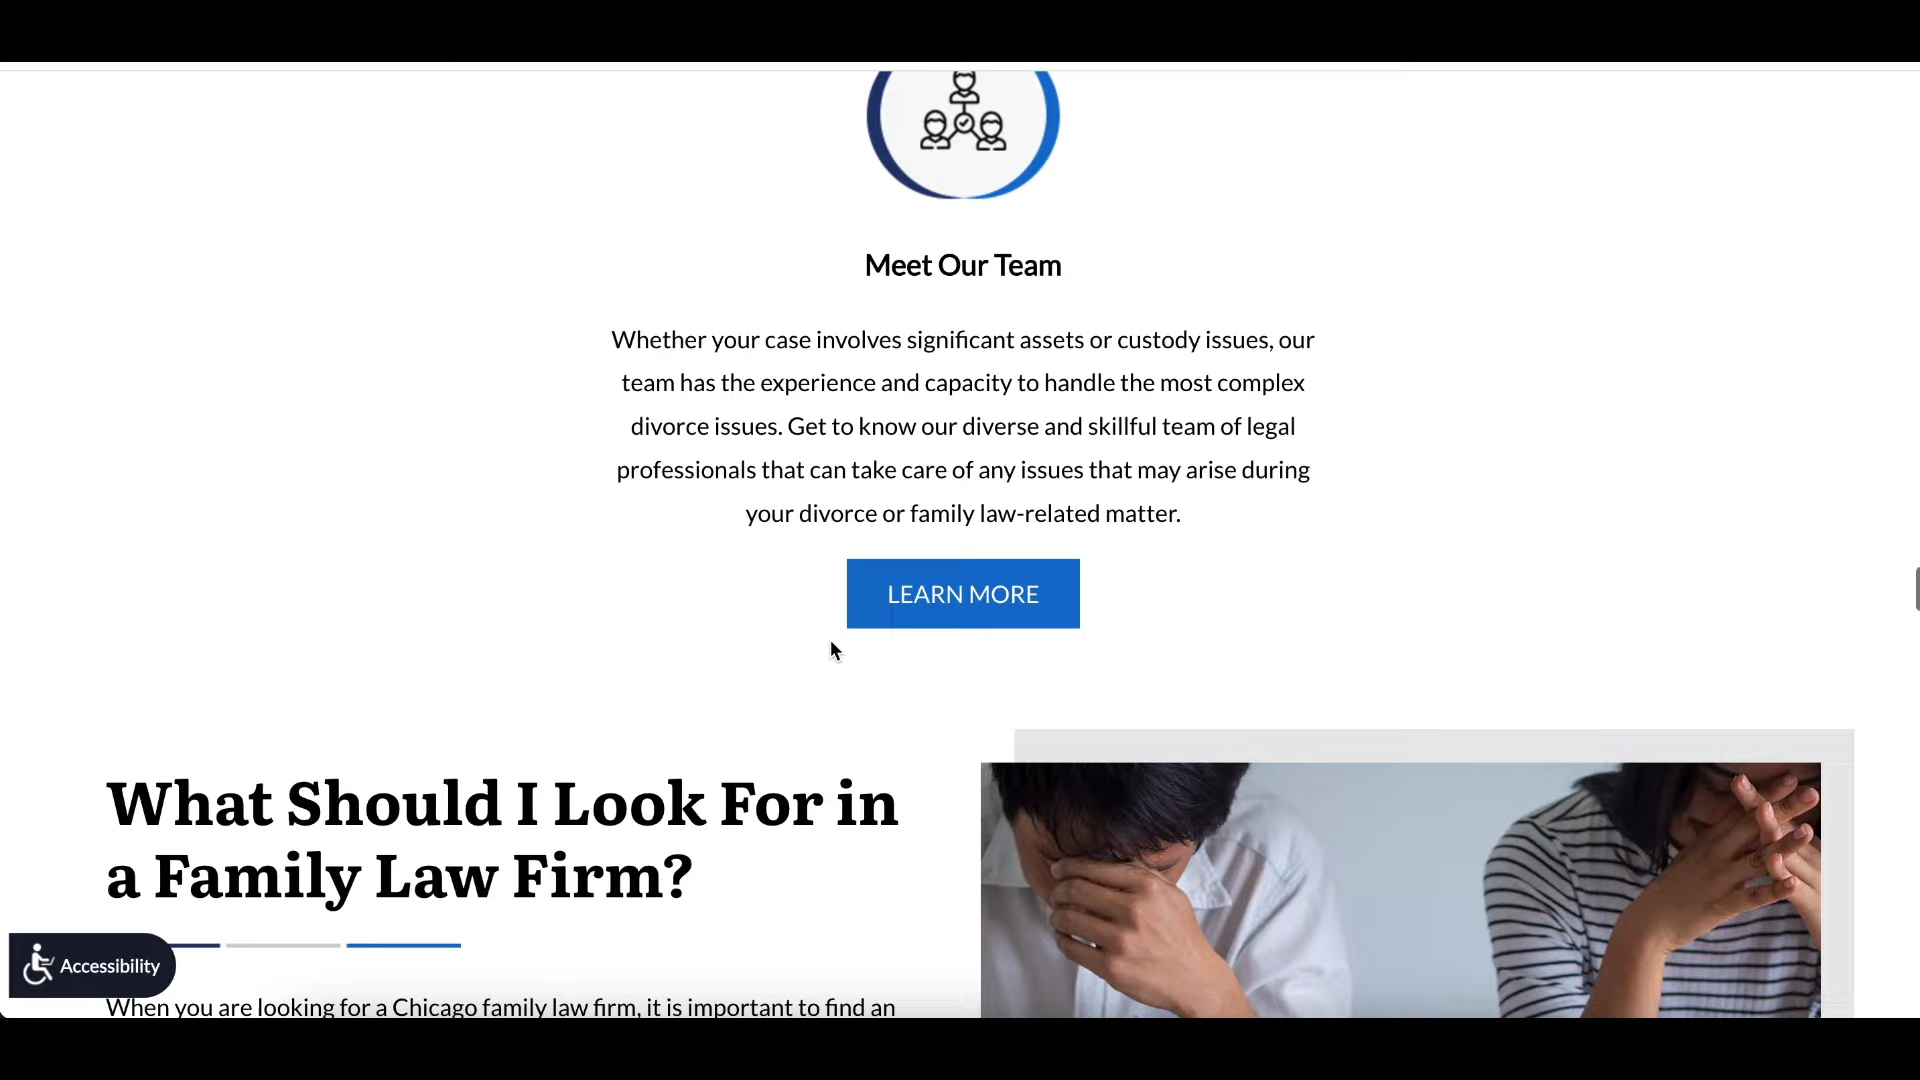 Meet Our Team
Whether your case involves significant assets or custody issues, our
team has the experience and capacity to handle the most complex
divorce issues. Get to know our diverse and skillful team of legal
professionals that can take care of any issues that may arise during
your divorce or family law-related matter.
LEARN MORE
What Should I Look For in
a Family Law Firm?
Accessibility
When you are looking for a Chicago family law firm, it is important to find an